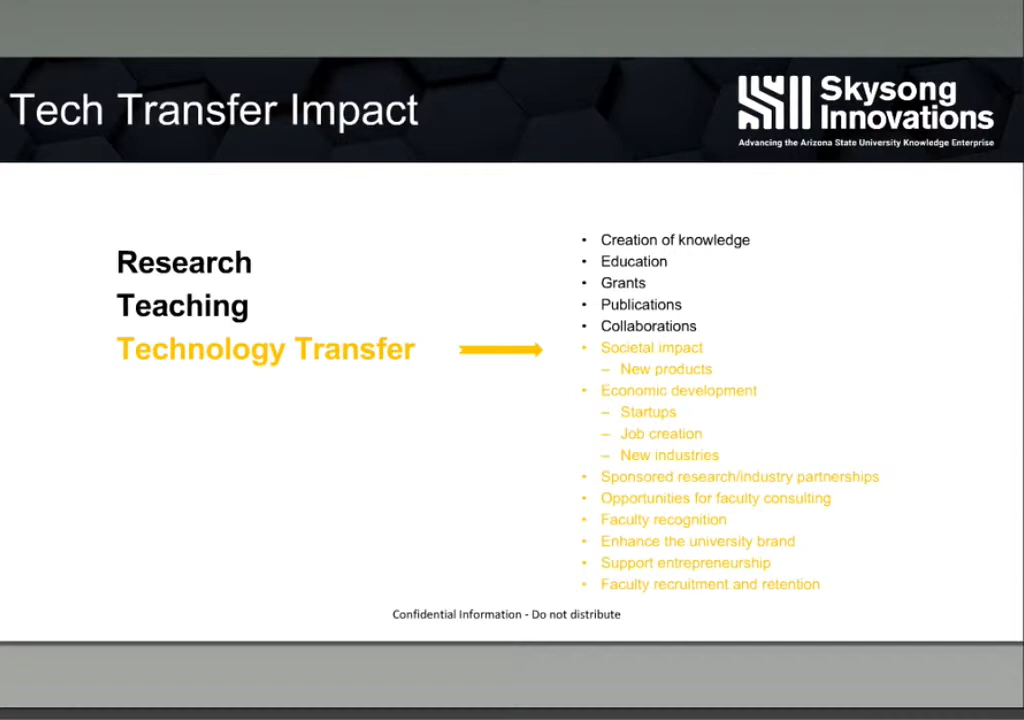 Tech Transfer Impact
Skysong
Innovations
Advancing the Arizona State University Knowledge Enterprise
Research
Teaching
Technology Transfer
• Creation of knowledge
• Education
• Grants
• Publications
• Collaborations
• Societal impact
– New products
• Economic development
– Startups
– Job creation
– New industries
• Sponsored research/industry partnerships
• Opportunities for faculty consulting
• Faculty recognition
• Enhance the university brand
• Support entrepreneurship
• Faculty recruitment and retention
Confidential Information - Do not distribute